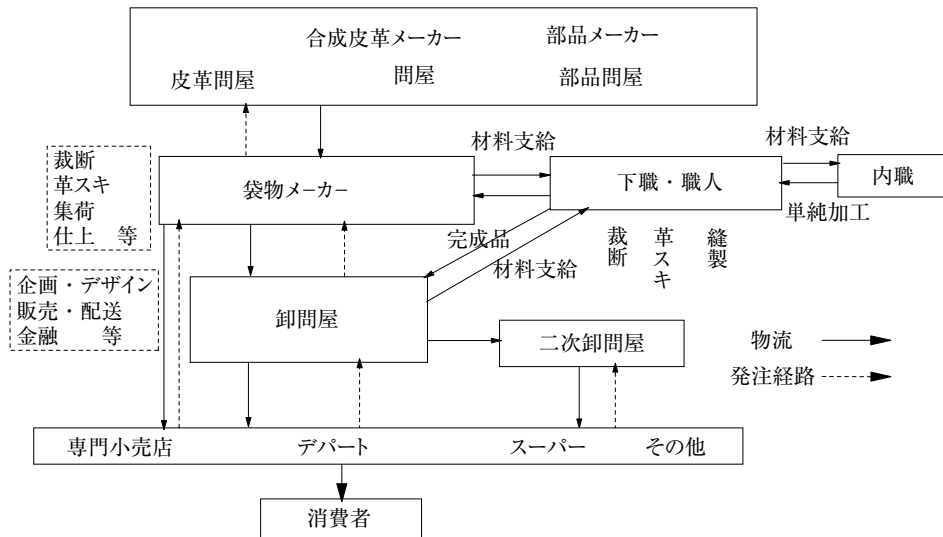 合成皮革メーカー 部品メーカー
皮革問屋 問屋 部品問屋
材料支給
材料支給
裁断
革スキ
集荷
仕上 等
袋物メーカー
下職・職人
内職
単純加工
完成品
材料支給
裁断
革スキ
縫製
企画・デザイン
販売・配送
金融 等
卸問屋
二次卸問屋
物流
発注経路
専門小売店 デパート スーパー その他
消費者